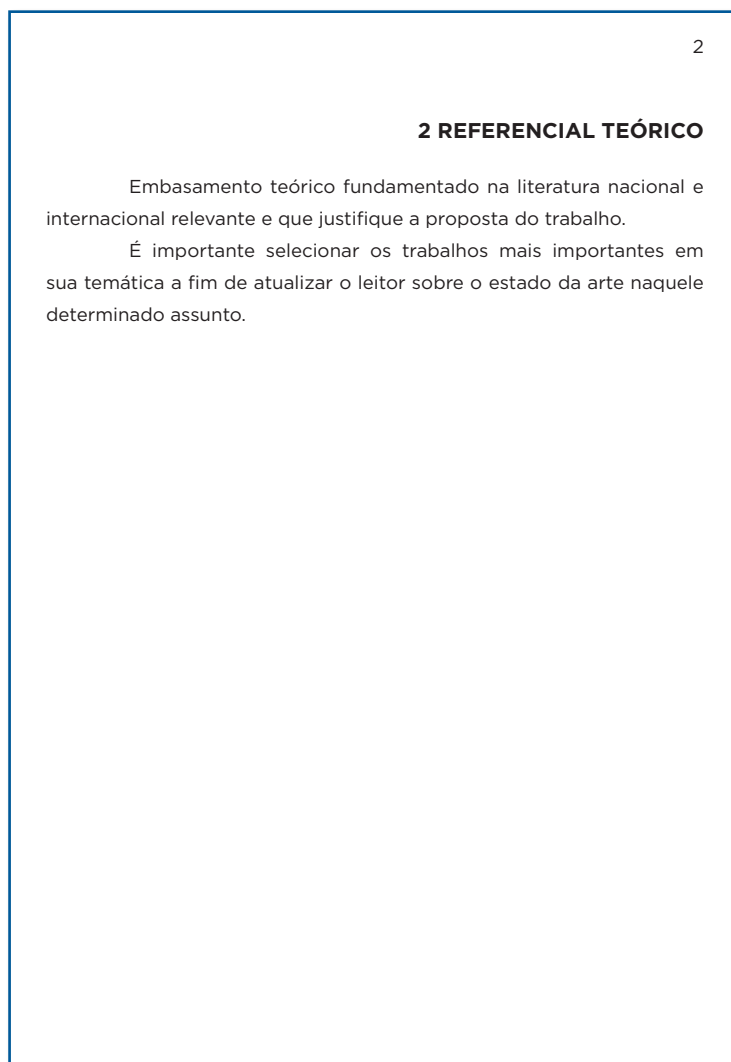 2
2 REFERENCIAL TEÓRICO
Embasamento teórico fundamentado na literatura nacional e
internacional relevante e que justifique a proposta do trabalho.
É importante selecionar os trabalhos mais importantes em
sua temática a fim de atualizar o leitor sobre o estado da arte naquele
determinado assunto.